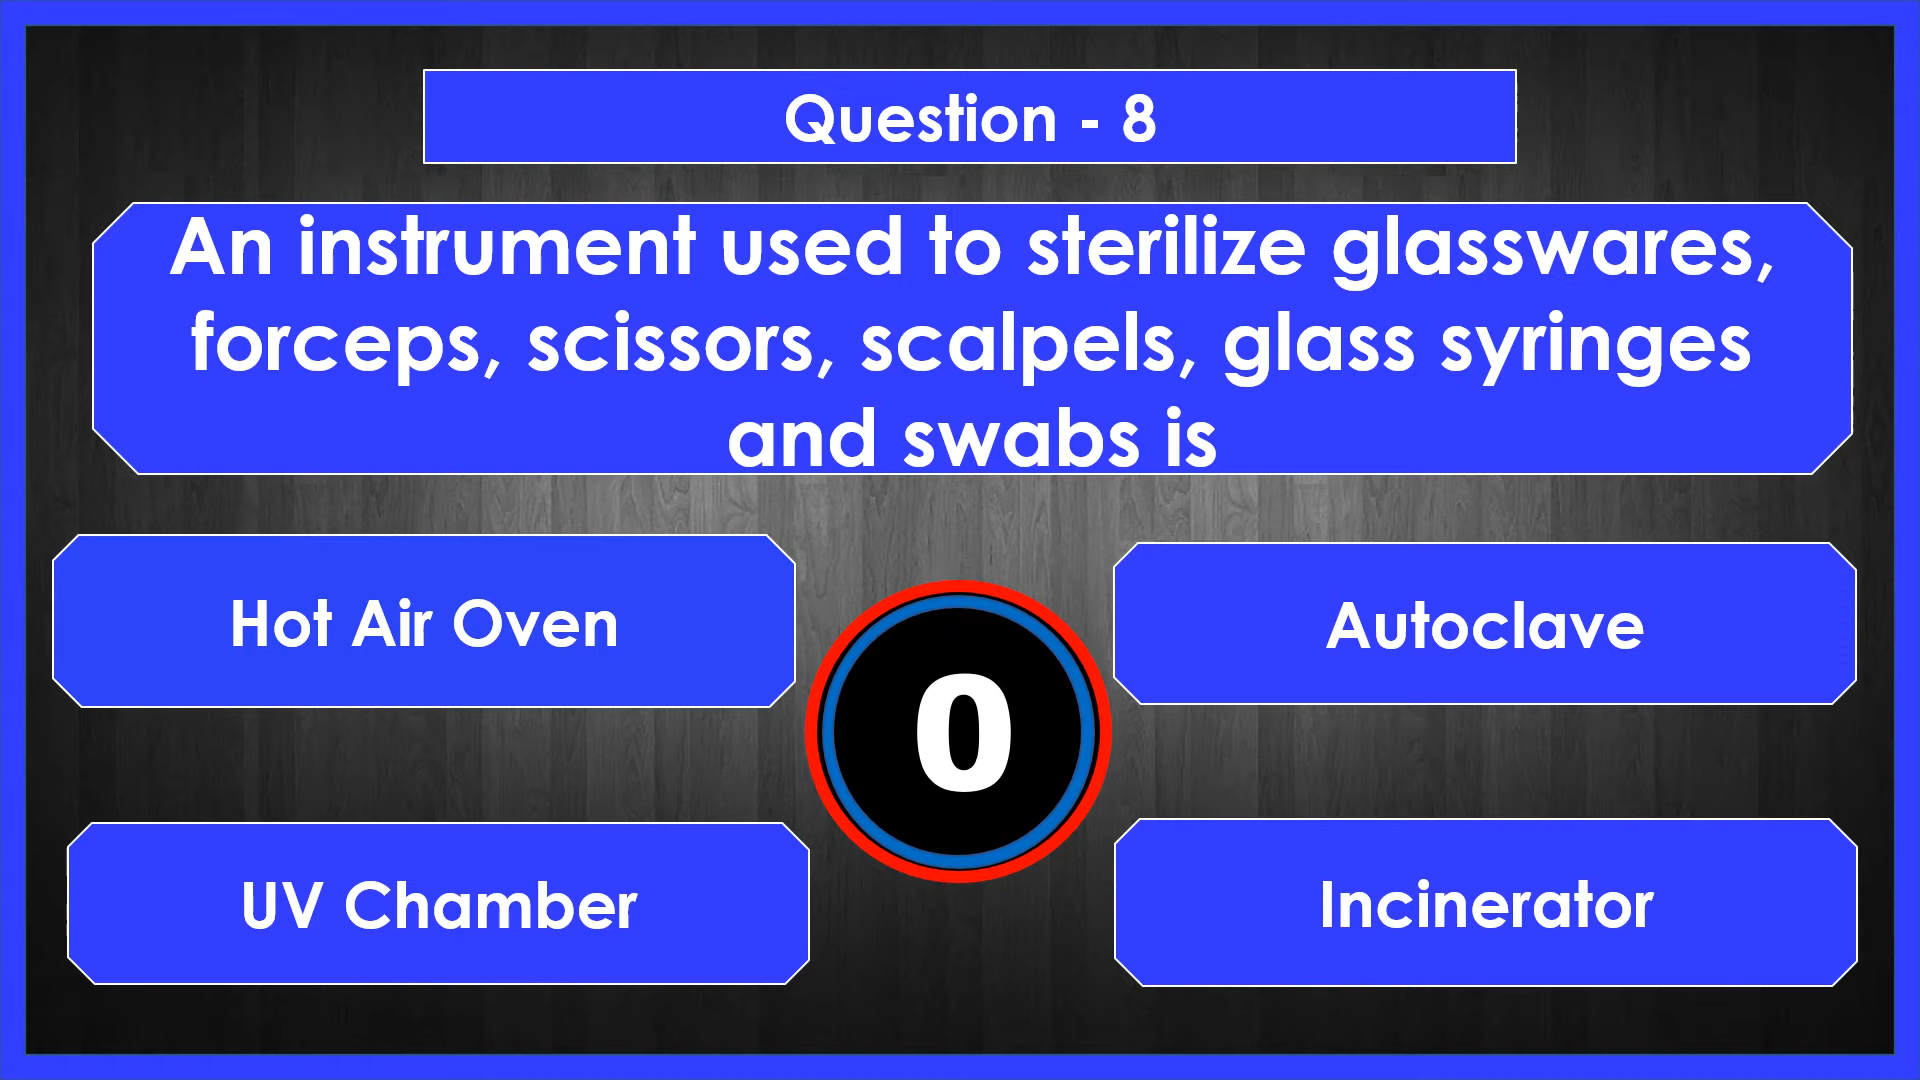 Question - 8
An instrument used to sterilize glasswares,
forceps, scissors, scalpels, glass syringes
and swabs is
Hot Air Oven
Autoclave
0
UV Chamber
Incinerator